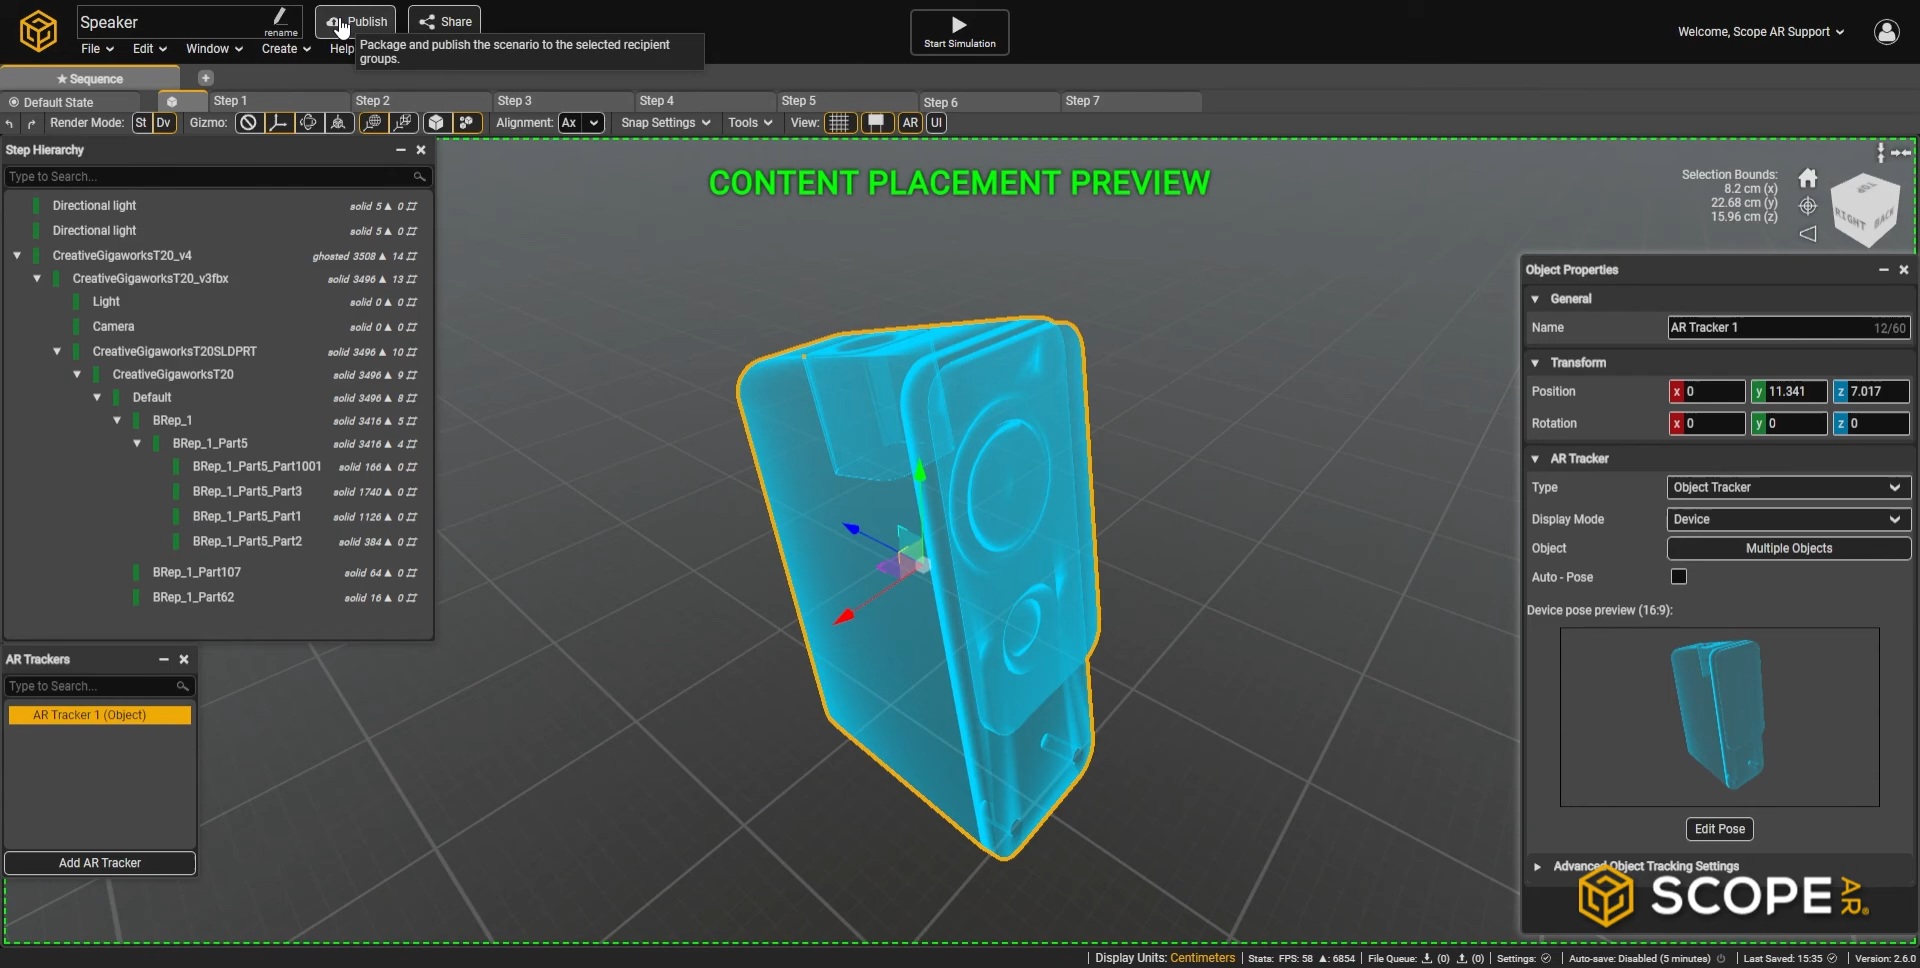 Speaker
rename
Publish
Share
File
Edit
Window
Create
Help
Package and publish the scenario to the selected recipient
groups.
Start Simulation
Welcome, Scope AR Support
★ Sequence
+
Default State
Step 1
Step 2
Step 3
Step 4
Step 5
Step 6
Step 7
Render Mode: St Dv
Gizmo:
Alignment: Ax
Snap Settings
Tools
View: AR UI
Step Hierarchy
Type to Search...
Directional light solid 5 ▲ 0
Directional light solid 5 ▲ 0
CreativeGigaworksT20_v4 ghosted 3508 ▲ 14
CreativeGigaworksT20_v3fbx solid 3496 ▲ 13
Light solid 0 ▲ 0
Camera solid 0 ▲ 0
CreativeGigaworksT20SLDPRT solid 3496 ▲ 10
CreativeGigaworksT20 solid 3496 ▲ 9
Default solid 3496 ▲ 8
BRep_1 solid 3416 ▲ 5
BRep_1_Part5 solid 3416 ▲ 4
BRep_1_Part5_Part1001 solid 166 ▲ 0
BRep_1_Part5_Part3 solid 1740 ▲ 0
BRep_1_Part5_Part1 solid 1126 ▲ 0
BRep_1_Part5_Part2 solid 384 ▲ 0
BRep_1_Part107 solid 64 ▲ 0
BRep_1_Part62 solid 16 ▲ 0
AR Trackers
Type to Search...
AR Tracker 1 (Object)
Add AR Tracker
CONTENT PLACEMENT PREVIEW
Selection Bounds:
8.2 cm (x)
22.68 cm (y)
15.96 cm (z)
TOP
RIGHT
BACK
Object Properties
General
Name AR Tracker 1 12/60
Transform
Position x 0 y 11.341 z 7.017
Rotation x 0 y 0 z 0
AR Tracker
Type Object Tracker
Display Mode Device
Object Multiple Objects
Auto - Pose
Device pose preview (16:9):
Edit Pose
Advanced Object Tracking Settings
SCOPE AR®
Display Units: Centimeters
Stats: FPS: 58 ▲: 6854
File Queue: (0) (0)
Settings:
Auto-save: Disabled (5 minutes)
Last Saved: 15:35
Version: 2.6.0